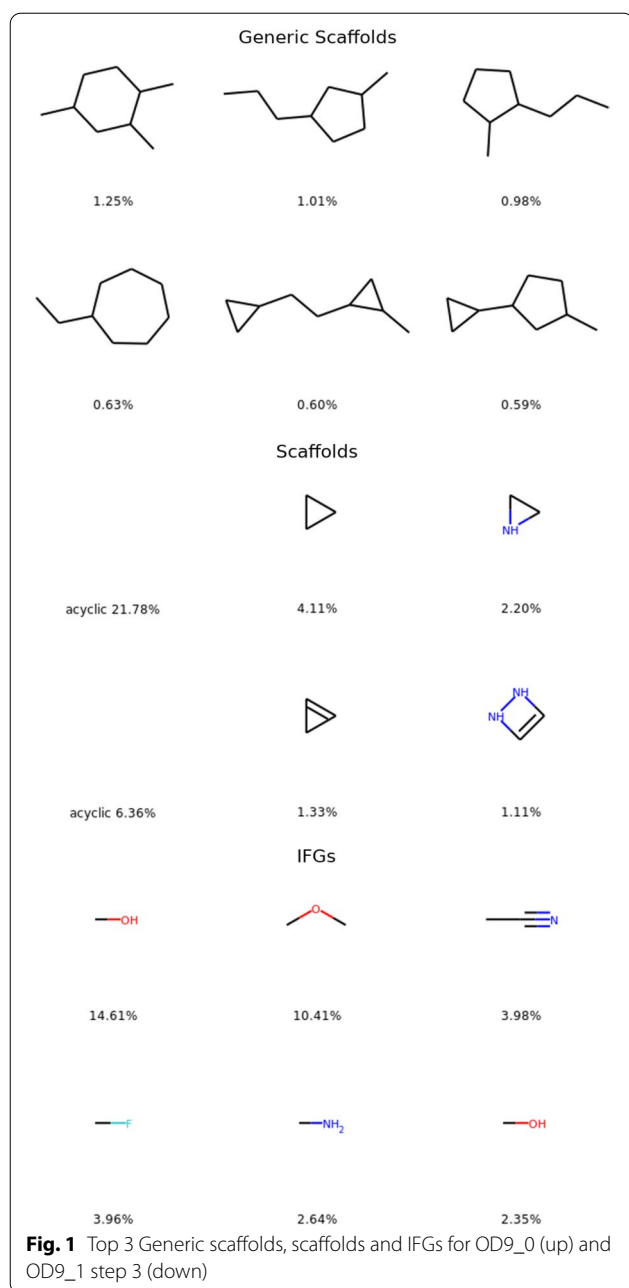 Generic Scaffolds
1.25% 1.01% 0.98%
0.63% 0.60% 0.59%
Scaffolds
NH
acyclic 21.78% 4.11% 2.20%
NH
NH
acyclic 6.36% 1.33% 1.11%
IFGs
OH O N
14.61% 10.41% 3.98%
F NH2 OH
3.96% 2.64% 2.35%
Fig. 1 Top 3 Generic scaffolds, scaffolds and IFGs for OD9_0 (up) and
OD9_1 step 3 (down)